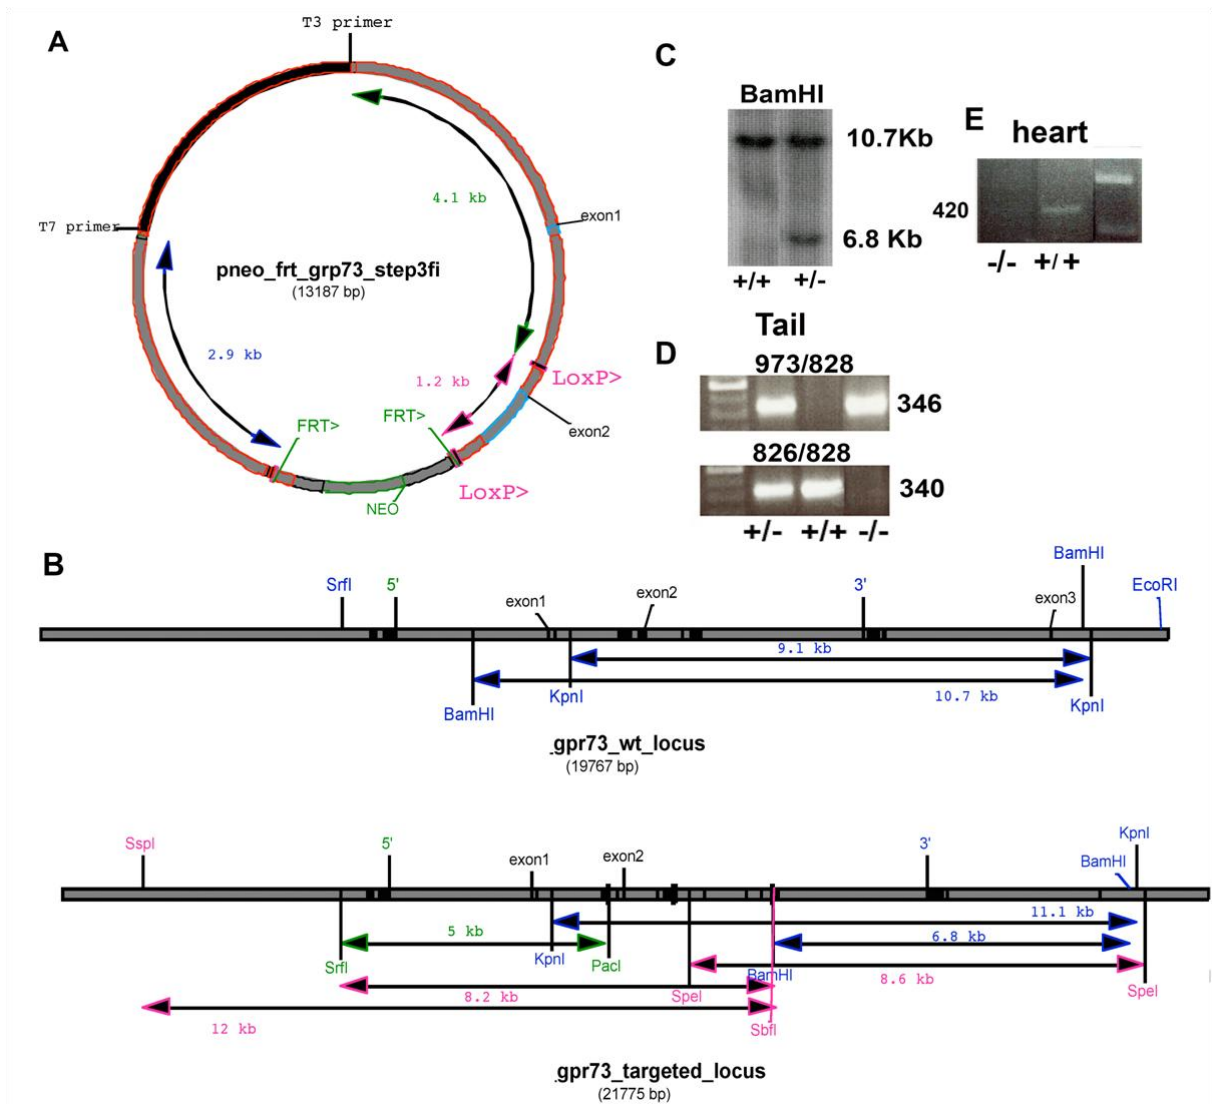 A
T3 primer
T7 primer
4.1 kb
exon1
pneo_frt_grp73_step3fi
(13187 bp)
2.9 kb
1.2 kb
LoxP>
exon2
FRT>
FRT>
LoxP>
NEO
C
BamHI
10.7Kb
6.8 Kb
+/+ +/-
E heart
420
-/- +/+
Tail
D
973/828
346
826/828
340
+/- +/+ -/-
B
SrfI
5'
exon1
exon2
3'
exon3
BamHI
EcoRI
9.1 kb
KpnI
10.7 kb
KpnI
BamHI
gpr73_wt_locus
(19767 bp)
SspI
5'
exon1
exon2
3'
BamHI
KpnI
11.1 kb
5 kb
6.8 kb
SrfI
KpnI
PacI
BamHI
8.6 kb
8.2 kb
SpeI
SpeI
12 kb
SbfI
gpr73_targeted_locus
(21775 bp)